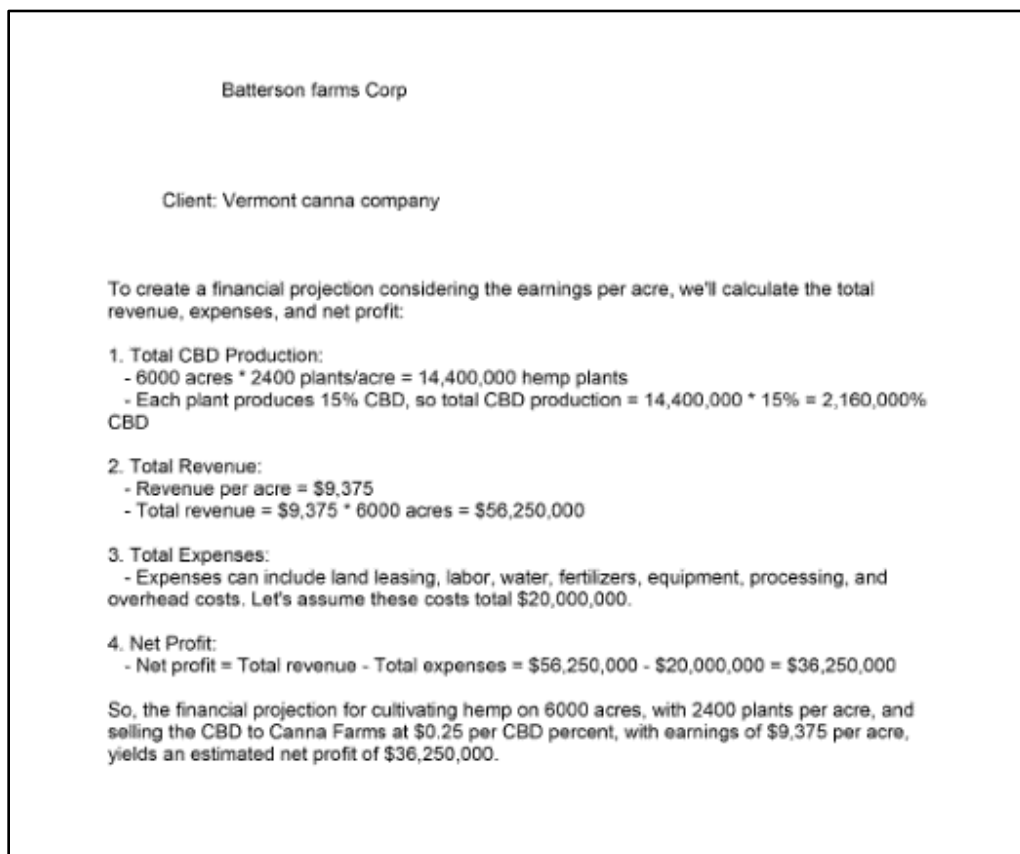 Batterson farms Corp
Client: Vermont canna company
To create a financial projection considering the earnings per acre, we'll calculate the total
revenue, expenses, and net profit:
1. Total CBD Production:
- 6000 acres * 2400 plants/acre = 14,400,000 hemp plants
- Each plant produces 15% CBD, so total CBD production = 14,400,000 * 15% = 2,160,000%
CBD
2. Total Revenue:
- Revenue per acre = $9,375
- Total revenue = $9,375 * 6000 acres = $56,250,000
3. Total Expenses:
- Expenses can include land leasing, labor, water, fertilizers, equipment, processing, and
overhead costs. Let's assume these costs total $20,000,000.
4. Net Profit:
- Net profit = Total revenue - Total expenses = $56,250,000 - $20,000,000 = $36,250,000
So, the financial projection for cultivating hemp on 6000 acres, with 2400 plants per acre, and
selling the CBD to Canna Farms at $0.25 per CBD percent, with earnings of $9,375 per acre,
yields an estimated net profit of $36,250,000.